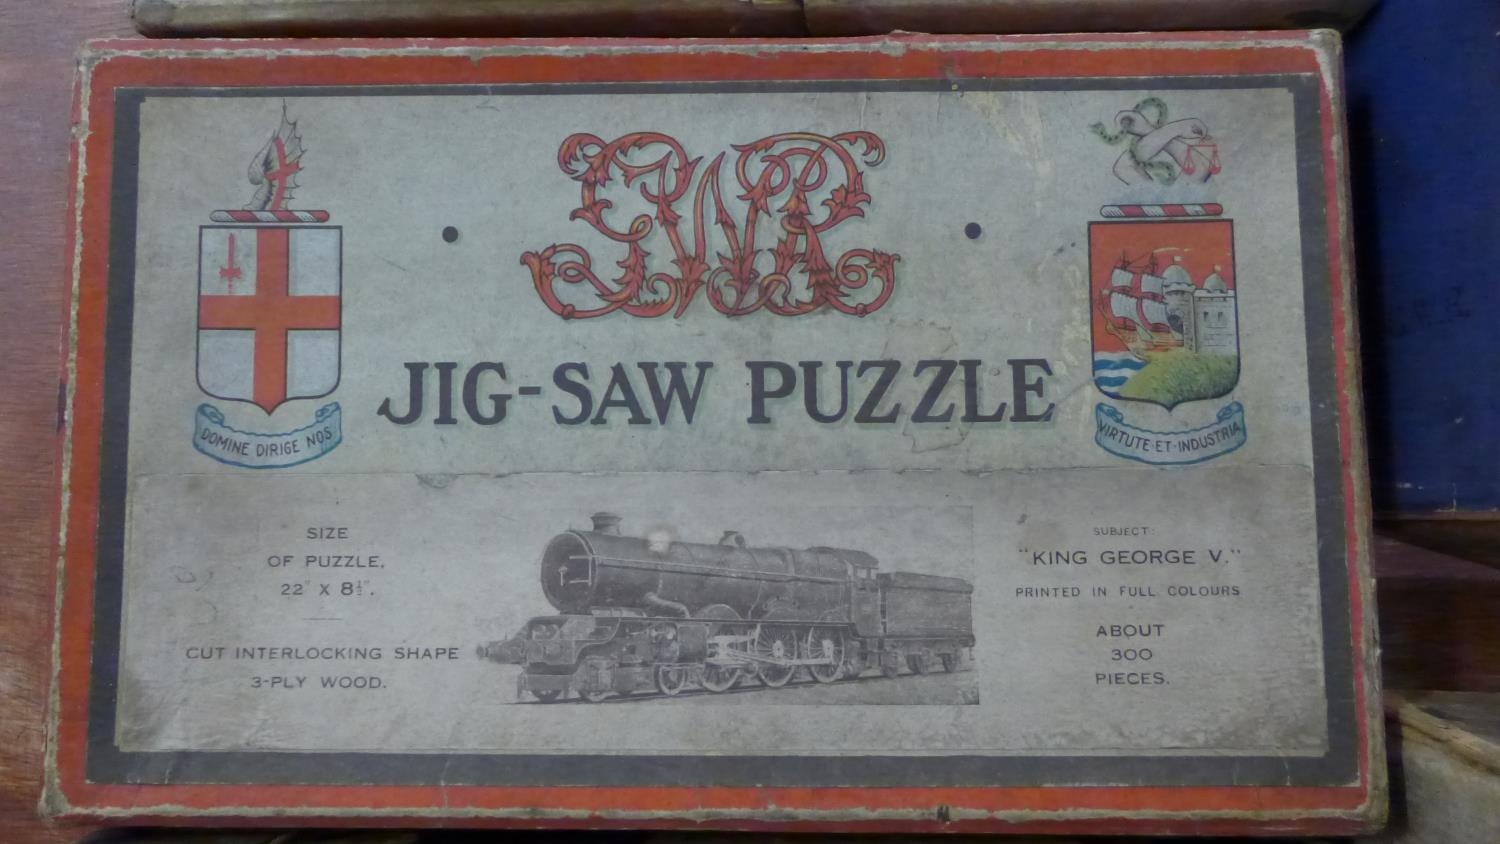 GWR
JIG-SAW PUZZLE
DOMINE DIRIGE NOS
VIRTUTE·ET·INDUSTRIA
SIZE
OF PUZZLE,
22" X 8½".
CUT INTERLOCKING SHAPE
3-PLY WOOD.
SUBJECT:
"KING GEORGE V."
PRINTED IN FULL COLOURS
ABOUT
300
PIECES.